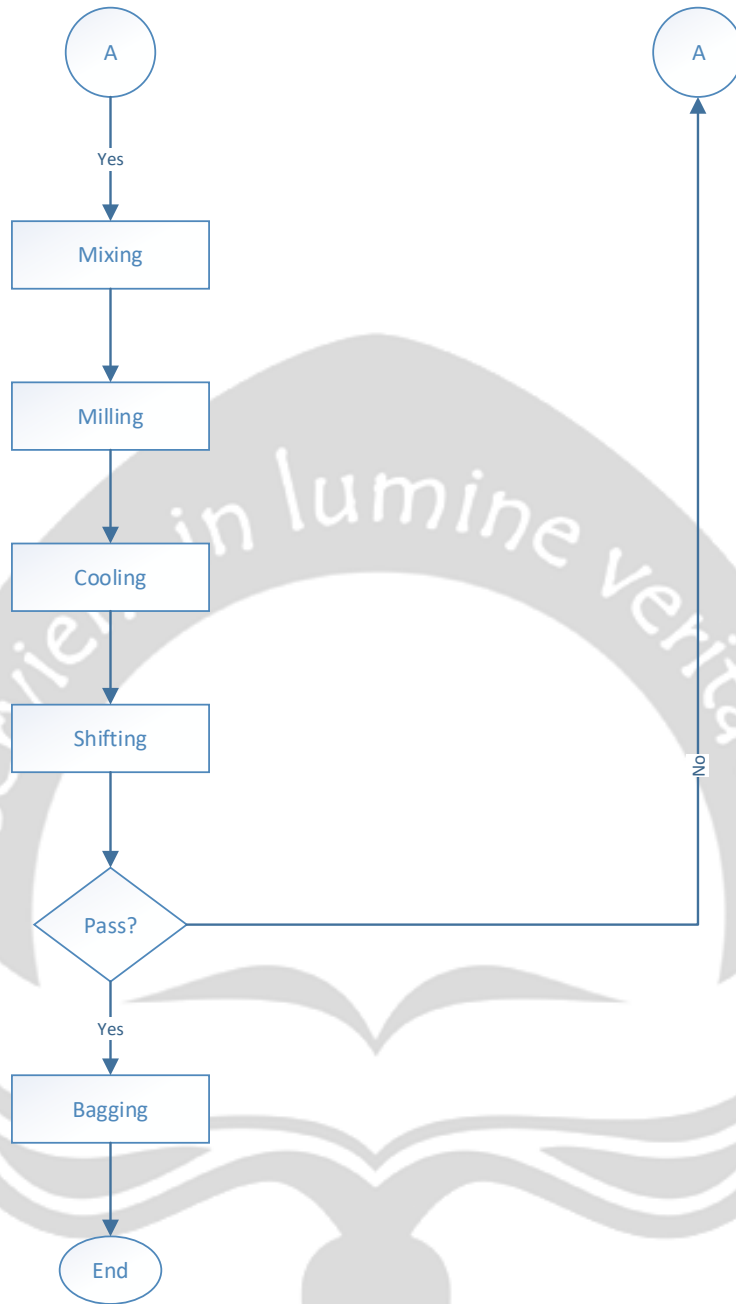 A
A
Yes
Mixing
Milling
in lumine verita
Cooling
Shifting
No
Pass?
Yes
Bagging
End